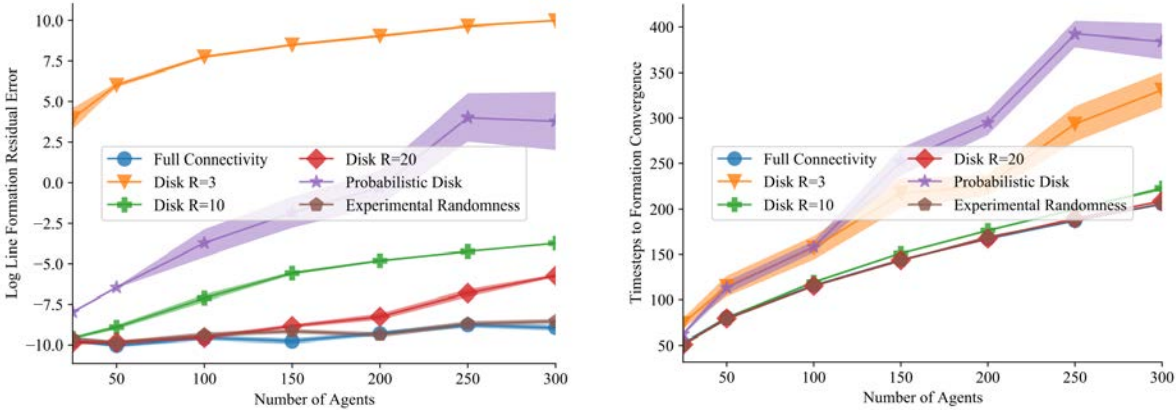 10.0
7.5
5.0
2.5
0.0
−2.5
−5.0
−7.5
−10.0
Log Line Formation Residual Error
Full Connectivity
Disk R=3
Disk R=10
Disk R=20
Probabilistic Disk
Experimental Randomness
50 100 150 200 250 300
Number of Agents
400
350
300
250
200
150
100
50
Timesteps to Formation Convergence
Full Connectivity
Disk R=3
Disk R=10
Disk R=20
Probabilistic Disk
Experimental Randomness
50 100 150 200 250 300
Number of Agents